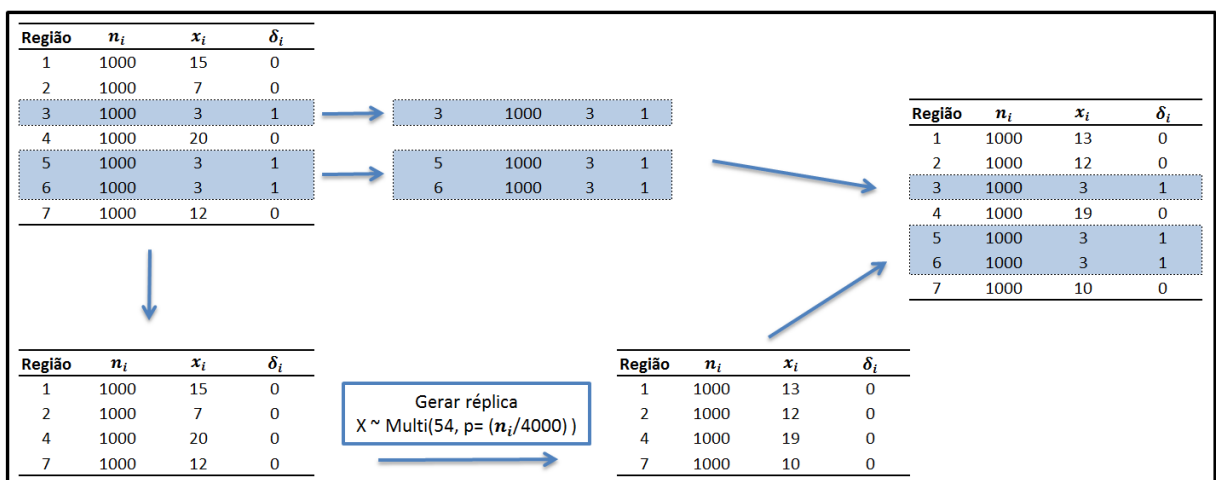 Região nᵢ xᵢ δᵢ
1 1000 15 0
2 1000 7 0
3 1000 3 1
4 1000 20 0
5 1000 3 1
6 1000 3 1
7 1000 12 0
3 1000 3 1
5 1000 3 1
6 1000 3 1
Região nᵢ xᵢ δᵢ
1 1000 13 0
2 1000 12 0
3 1000 3 1
4 1000 19 0
5 1000 3 1
6 1000 3 1
7 1000 10 0
Região nᵢ xᵢ δᵢ
1 1000 15 0
2 1000 7 0
4 1000 20 0
7 1000 12 0
Gerar réplica
X ~ Multi(54, p= (nᵢ/4000) )
Região nᵢ xᵢ δᵢ
1 1000 13 0
2 1000 12 0
4 1000 19 0
7 1000 10 0